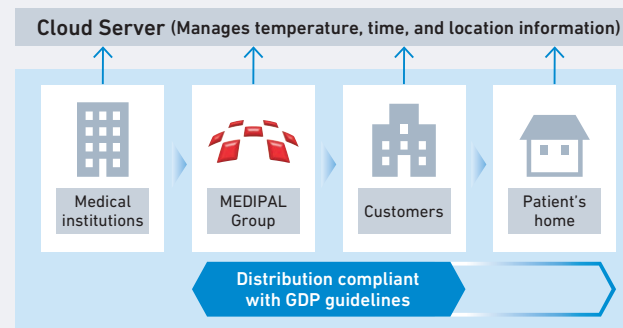 Cloud Server (Manages temperature, time, and location information)
Medical
institutions
MEDIPAL
Group
Customers
Patient's
home
Distribution compliant
with GDP guidelines